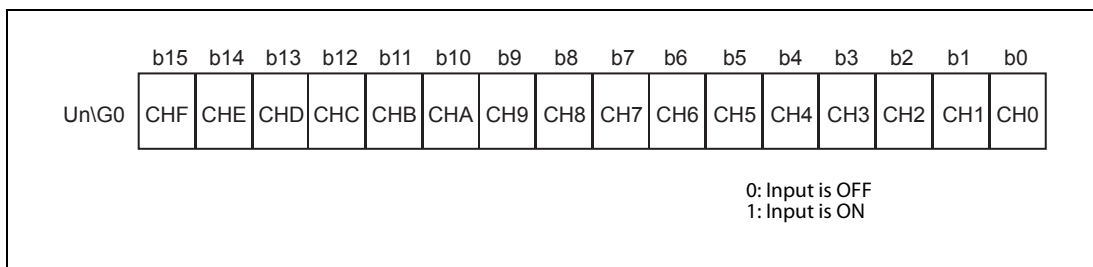 b15 b14 b13 b12 b11 b10 b9 b8 b7 b6 b5 b4 b3 b2 b1 b0
Un\G0 CHF CHE CHD CHC CHB CHA CH9 CH8 CH7 CH6 CH5 CH4 CH3 CH2 CH1 CH0
0: Input is OFF
1: Input is ON